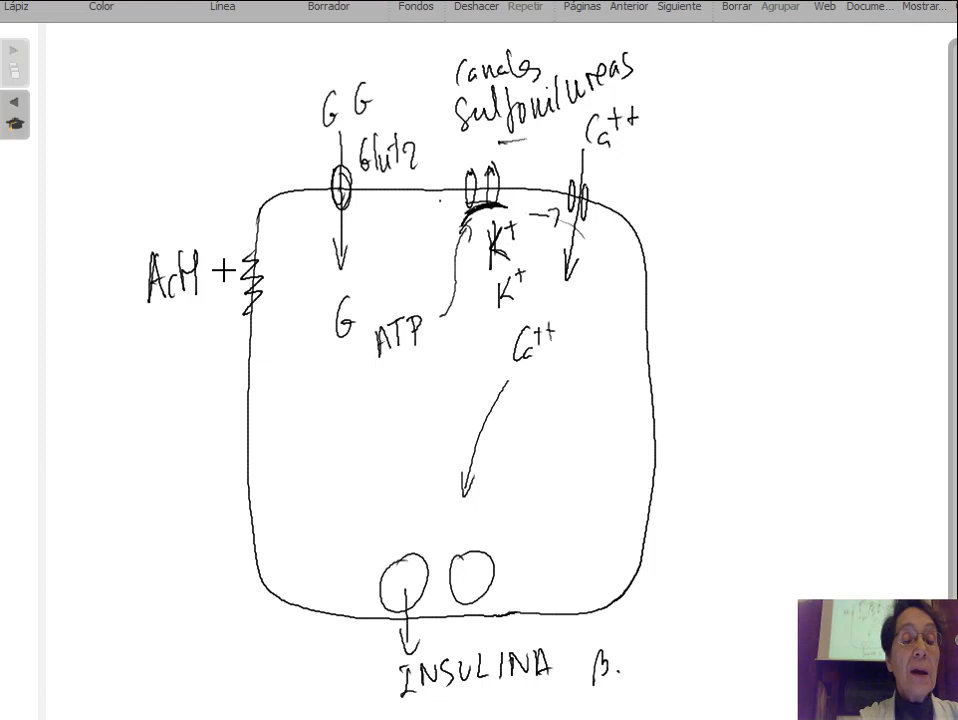 Lápiz Color Línea Borrador Fondos Deshacer Repetir Páginas Anterior Siguiente Borrar Agrupar Web Docume... Mostrar...
Canales
Sulfonilureas
G G
Glut2
Ca++
AcH +
K+
K+
G
ATP
Ca++
INSULINA β.